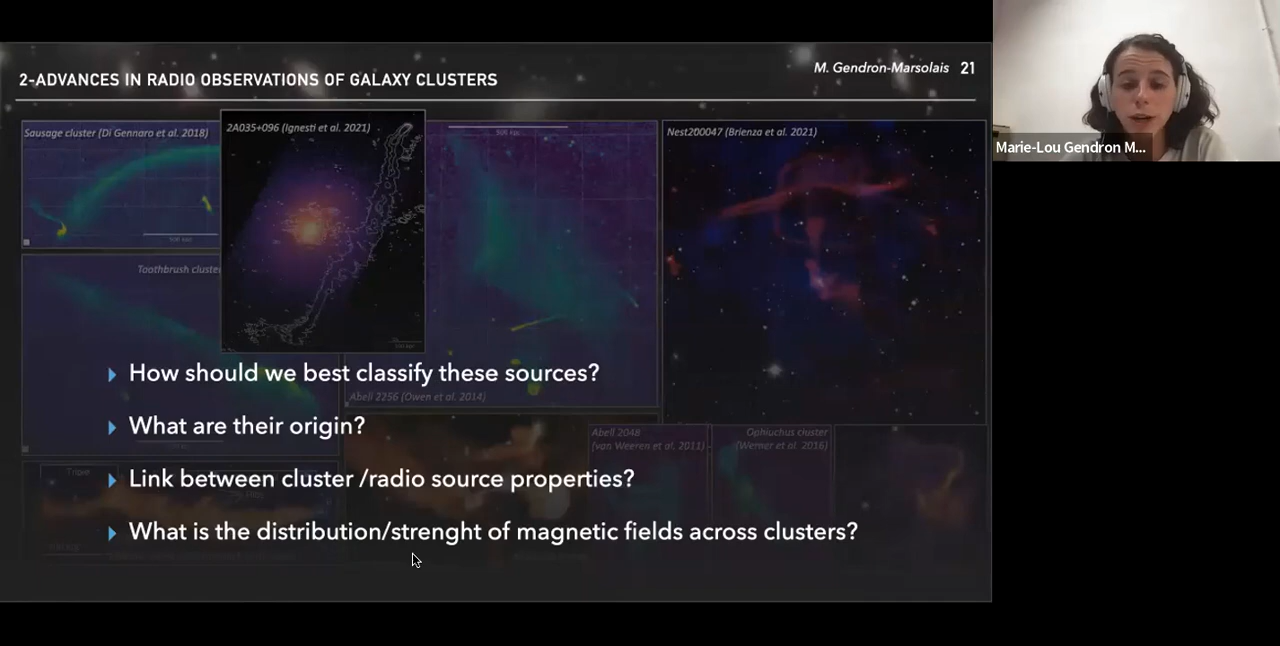 2-ADVANCES IN RADIO OBSERVATIONS OF GALAXY CLUSTERS
M. Gendron-Marsolais 21
Marie-Lou Gendron M...
Sausage cluster (Di Gennaro et al. 2018)
2A035+096 (Ignesti et al. 2021)
500 kpc
Nest200047 (Brienza et al. 2021)
Toothbrush cluste
How should we best classify these sources?
Abell 2256 (Owen et al. 2014)
What are their origin?
Abell 2048
(van Weeren et al. 2011)
Ophiuchus cluster
(Werner et al. 2016)
Link between cluster /radio source properties?
What is the distribution/strenght of magnetic fields across clusters?